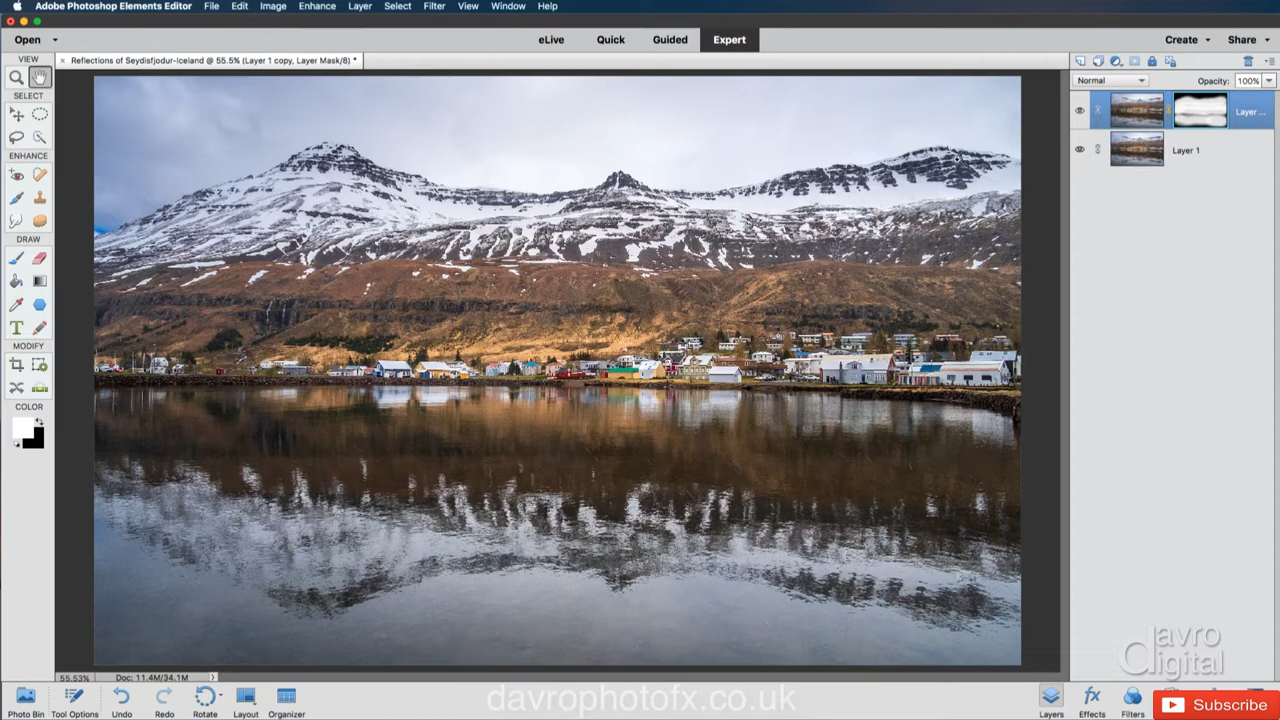 Adobe Photoshop Elements Editor File Edit Image Enhance Layer Select Filter View Window Help
Open eLive Quick Guided Expert Create Share
VIEW × Reflections of Seydisfjodur-Iceland @ 55.5% (Layer 1 copy, Layer Mask/8) *
Normal Opacity: 100%
SELECT
Layer ...
Layer 1
ENHANCE
DRAW
T
MODIFY
COLOR
davro
digital
55.53% Doc: 11.4M/34.1M
Photo Bin Tool Options Undo Redo Rotate Layout Organizer
davrophotofx.co.uk
fx
Layers Effects Filters
Subscribe